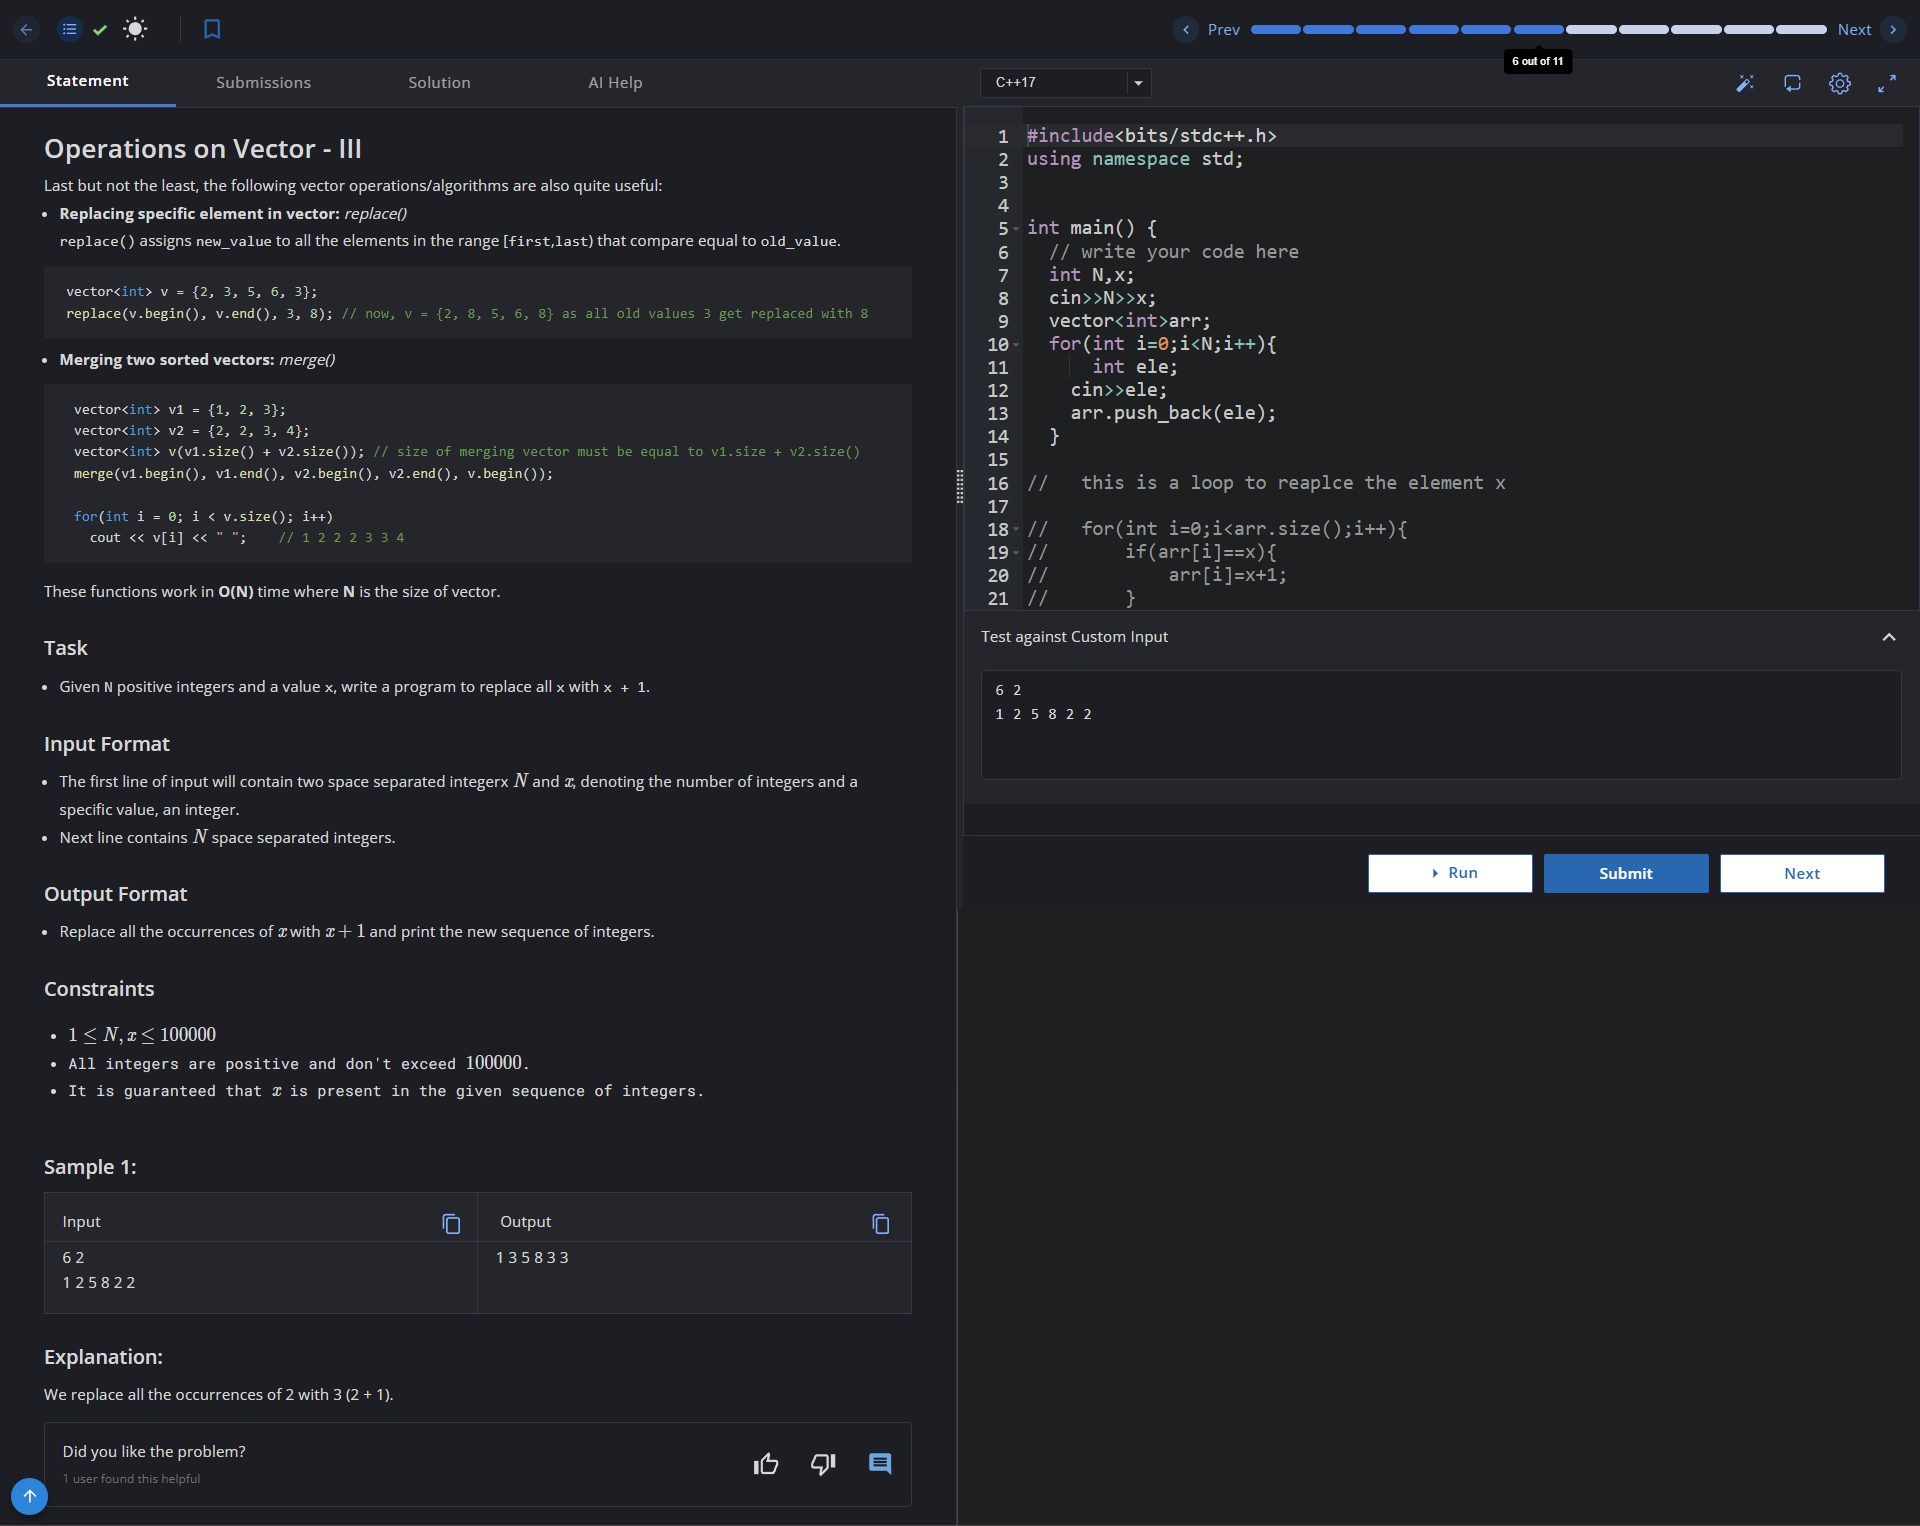 Prev
Next
6 out of 11
Statement
Submissions
Solution
AI Help
C++17
Operations on Vector - III
Last but not the least, the following vector operations/algorithms are also quite useful:
• Replacing specific element in vector: replace()
replace() assigns new_value to all the elements in the range [first,last) that compare equal to old_value.
vector<int> v = {2, 3, 5, 6, 3};
replace(v.begin(), v.end(), 3, 8); // now, v = {2, 8, 5, 6, 8} as all old values 3 get replaced with 8
• Merging two sorted vectors: merge()
vector<int> v1 = {1, 2, 3};
vector<int> v2 = {2, 2, 3, 4};
vector<int> v(v1.size() + v2.size()); // size of merging vector must be equal to v1.size + v2.size()
merge(v1.begin(), v1.end(), v2.begin(), v2.end(), v.begin());
for(int i = 0; i < v.size(); i++)
cout << v[i] << " "; // 1 2 2 2 3 3 4
These functions work in O(N) time where N is the size of vector.
Task
• Given N positive integers and a value x, write a program to replace all x with x + 1.
Input Format
• The first line of input will contain two space separated integerx N and x, denoting the number of integers and a
specific value, an integer.
• Next line contains N space separated integers.
Output Format
• Replace all the occurrences of x with x + 1 and print the new sequence of integers.
Constraints
• 1 ≤ N, x ≤ 100000
• All integers are positive and don't exceed 100000.
• It is guaranteed that x is present in the given sequence of integers.
Sample 1:
Input
Output
6 2
1 2 5 8 2 2
1 3 5 8 3 3
Explanation:
We replace all the occurrences of 2 with 3 (2 + 1).
Did you like the problem?
1 user found this helpful
1 #include<bits/stdc++.h>
2 using namespace std;
3
4
5 int main() {
6 // write your code here
7 int N,x;
8 cin>>N>>x;
9 vector<int>arr;
10 for(int i=0;i<N;i++){
11 int ele;
12 cin>>ele;
13 arr.push_back(ele);
14 }
15
16 // this is a loop to reaplce the element x
17
18 // for(int i=0;i<arr.size();i++){
19 // if(arr[i]==x){
20 // arr[i]=x+1;
21 // }
Test against Custom Input
6 2
1 2 5 8 2 2
Run
Submit
Next